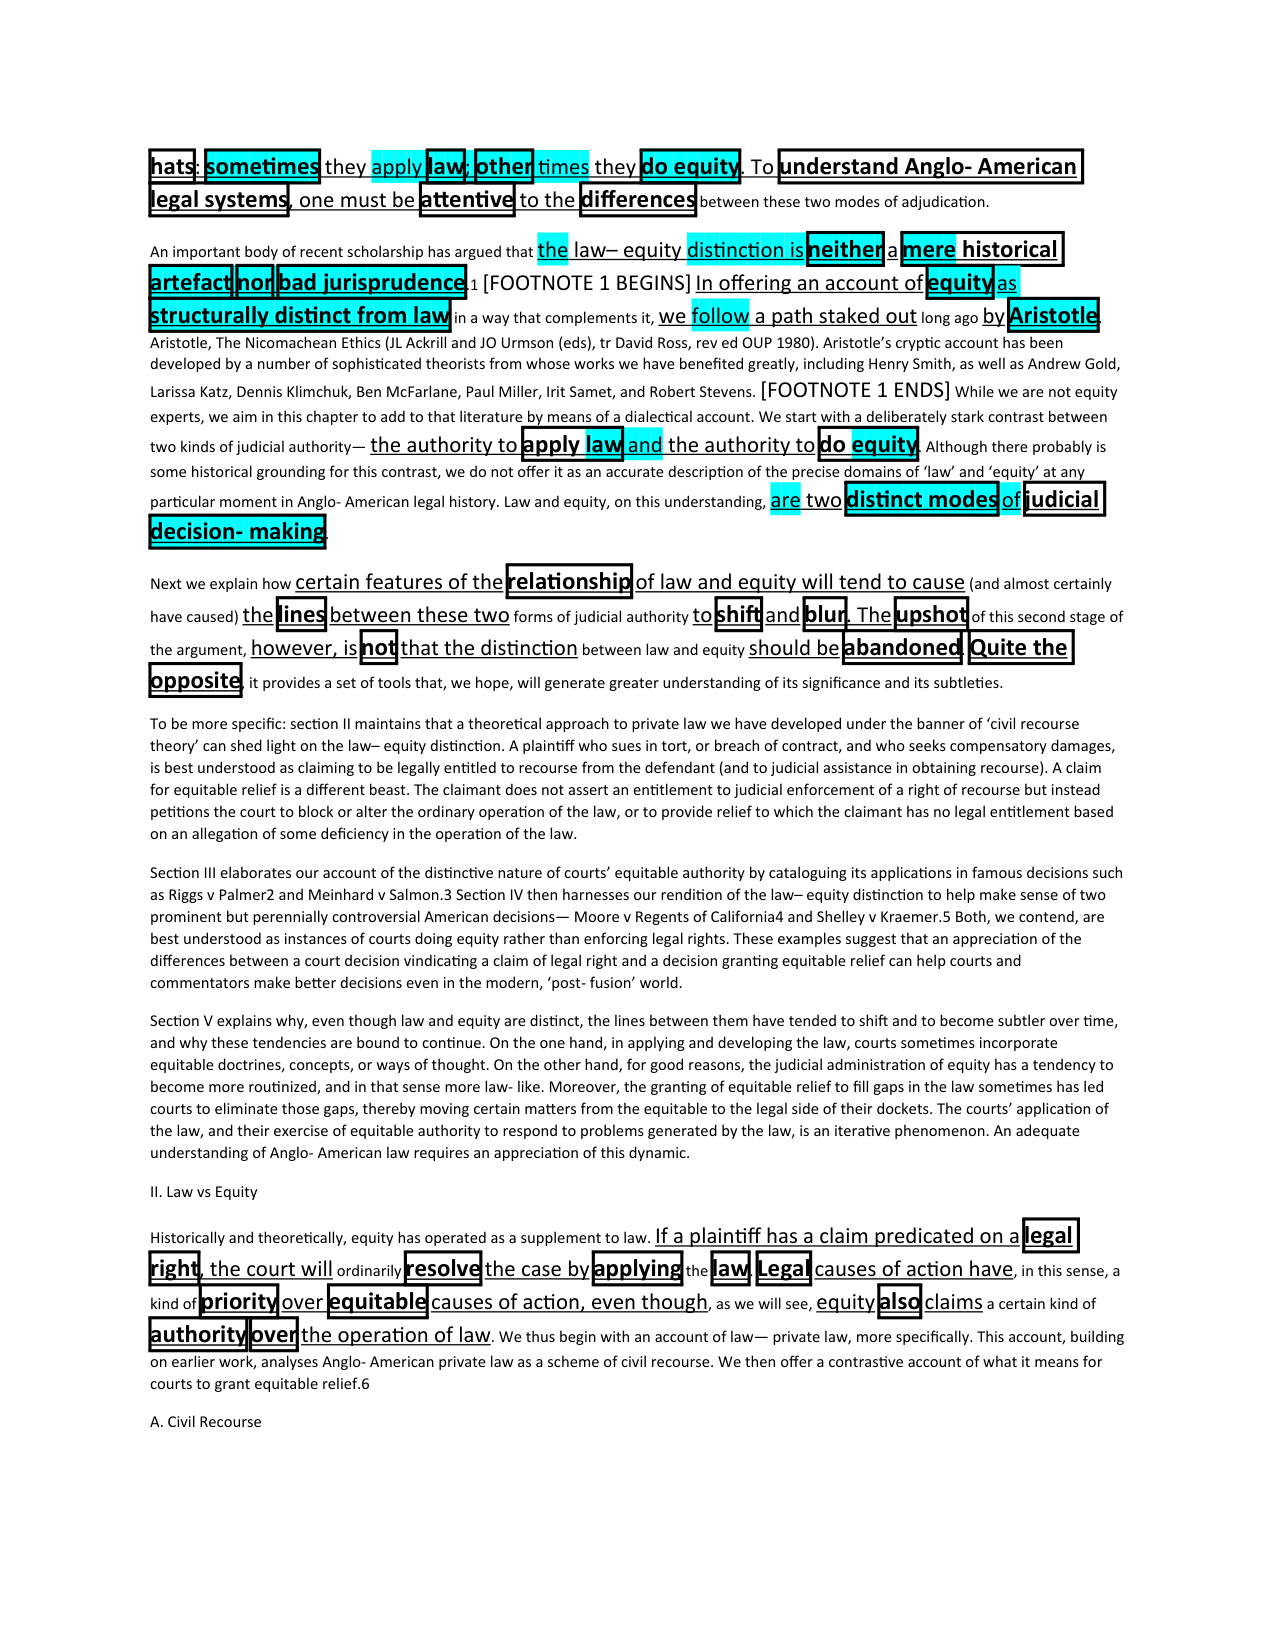 hats: sometimes they apply law; other times they do equity. To understand Anglo- American
legal systems, one must be attentive to the differences between these two modes of adjudication.
An important body of recent scholarship has argued that the law– equity distinction is neither a mere historical
artefact nor bad jurisprudence.1 [FOOTNOTE 1 BEGINS] In offering an account of equity as
structurally distinct from law in a way that complements it, we follow a path staked out long ago by Aristotle.
Aristotle, The Nicomachean Ethics (JL Ackrill and JO Urmson (eds), tr David Ross, rev ed OUP 1980). Aristotle’s cryptic account has been
developed by a number of sophisticated theorists from whose works we have benefited greatly, including Henry Smith, as well as Andrew Gold,
Larissa Katz, Dennis Klimchuk, Ben McFarlane, Paul Miller, Irit Samet, and Robert Stevens. [FOOTNOTE 1 ENDS] While we are not equity
experts, we aim in this chapter to add to that literature by means of a dialectical account. We start with a deliberately stark contrast between
two kinds of judicial authority— the authority to apply law and the authority to do equity. Although there probably is
some historical grounding for this contrast, we do not offer it as an accurate description of the precise domains of ‘law’ and ‘equity’ at any
particular moment in Anglo- American legal history. Law and equity, on this understanding, are two distinct modes of judicial
decision- making.
Next we explain how certain features of the relationship of law and equity will tend to cause (and almost certainly
have caused) the lines between these two forms of judicial authority to shift and blur. The upshot of this second stage of
the argument, however, is not that the distinction between law and equity should be abandoned. Quite the
opposite, it provides a set of tools that, we hope, will generate greater understanding of its significance and its subtleties.
To be more specific: section II maintains that a theoretical approach to private law we have developed under the banner of ‘civil recourse
theory’ can shed light on the law– equity distinction. A plaintiff who sues in tort, or breach of contract, and who seeks compensatory damages,
is best understood as claiming to be legally entitled to recourse from the defendant (and to judicial assistance in obtaining recourse). A claim
for equitable relief is a different beast. The claimant does not assert an entitlement to judicial enforcement of a right of recourse but instead
petitions the court to block or alter the ordinary operation of the law, or to provide relief to which the claimant has no legal entitlement based
on an allegation of some deficiency in the operation of the law.
Section III elaborates our account of the distinctive nature of courts’ equitable authority by cataloguing its applications in famous decisions such
as Riggs v Palmer2 and Meinhard v Salmon.3 Section IV then harnesses our rendition of the law– equity distinction to help make sense of two
prominent but perennially controversial American decisions— Moore v Regents of California4 and Shelley v Kraemer.5 Both, we contend, are
best understood as instances of courts doing equity rather than enforcing legal rights. These examples suggest that an appreciation of the
differences between a court decision vindicating a claim of legal right and a decision granting equitable relief can help courts and
commentators make better decisions even in the modern, ‘post- fusion’ world.
Section V explains why, even though law and equity are distinct, the lines between them have tended to shift and to become subtler over time,
and why these tendencies are bound to continue. On the one hand, in applying and developing the law, courts sometimes incorporate
equitable doctrines, concepts, or ways of thought. On the other hand, for good reasons, the judicial administration of equity has a tendency to
become more routinized, and in that sense more law- like. Moreover, the granting of equitable relief to fill gaps in the law sometimes has led
courts to eliminate those gaps, thereby moving certain matters from the equitable to the legal side of their dockets. The courts’ application of
the law, and their exercise of equitable authority to respond to problems generated by the law, is an iterative phenomenon. An adequate
understanding of Anglo- American law requires an appreciation of this dynamic.
II. Law vs Equity
Historically and theoretically, equity has operated as a supplement to law. If a plaintiff has a claim predicated on a legal
right, the court will ordinarily resolve the case by applying the law. Legal causes of action have, in this sense, a
kind of priority over equitable causes of action, even though, as we will see, equity also claims a certain kind of
authority over the operation of law. We thus begin with an account of law— private law, more specifically. This account, building
on earlier work, analyses Anglo- American private law as a scheme of civil recourse. We then offer a contrastive account of what it means for
courts to grant equitable relief.6
A. Civil Recourse